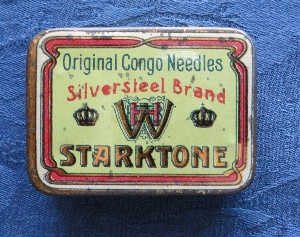 Original Congo Needles
Silversteel Brand
W
STARKTONE